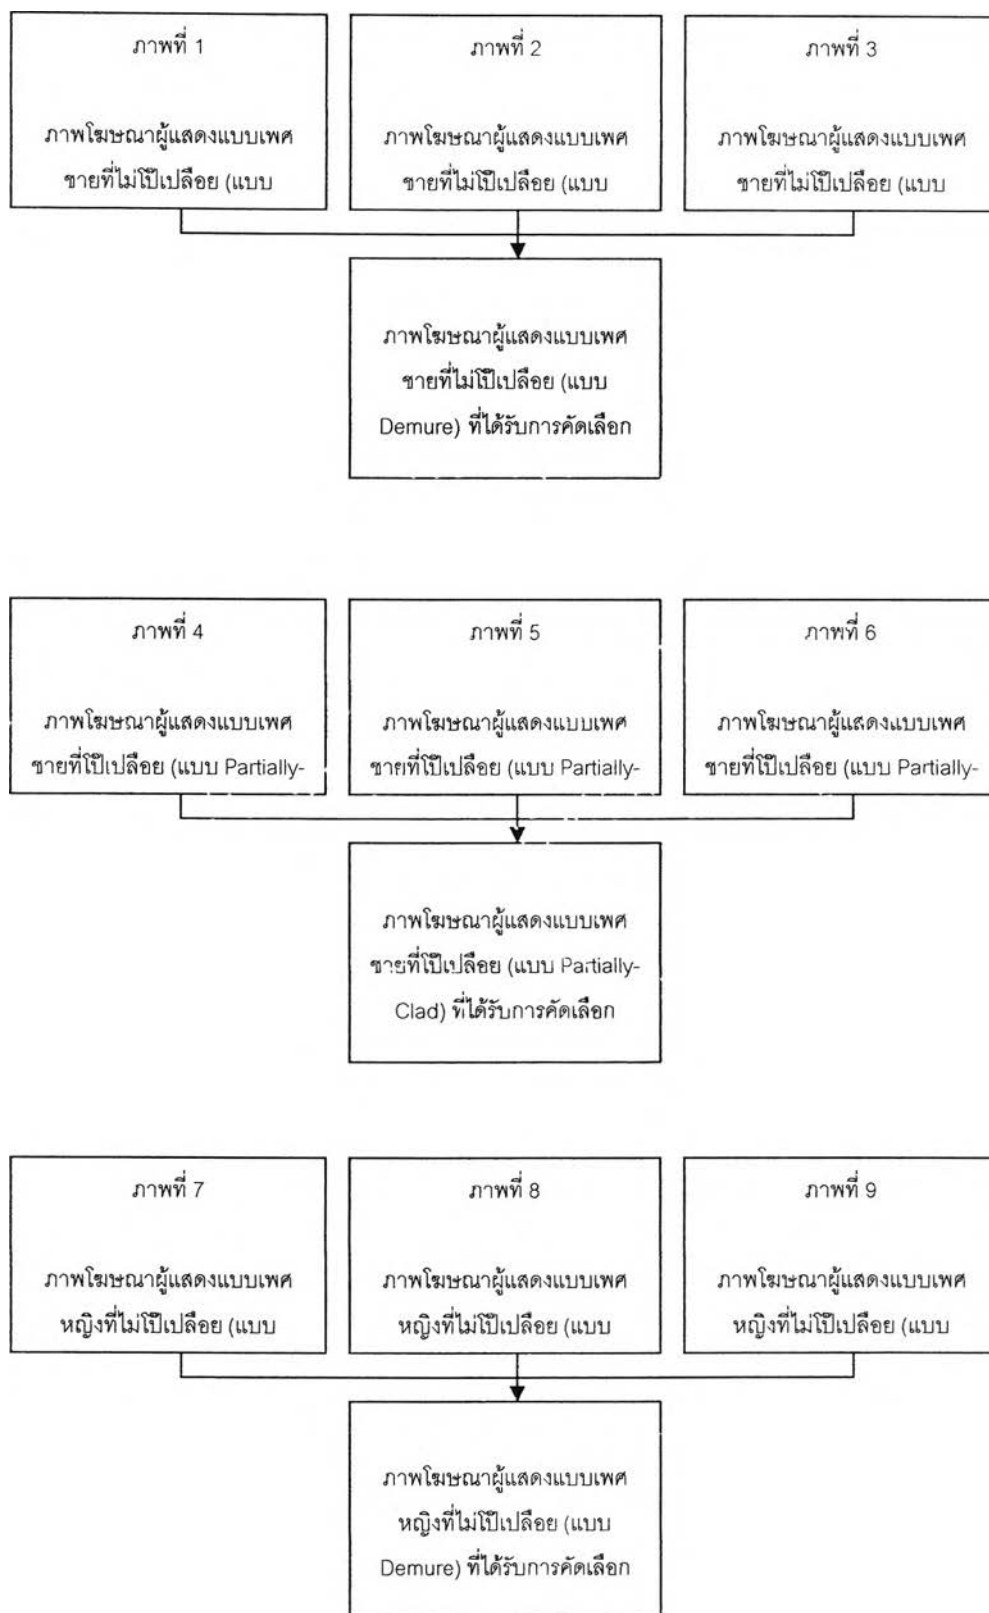 ภาพที่ 1
ภาพโฆษณาผู้แสดงแบบเพศ
ชายที่ไม่โป๊เปลือย (แบบ
ภาพที่ 2
ภาพโฆษณาผู้แสดงแบบเพศ
ชายที่ไม่โป๊เปลือย (แบบ
ภาพที่ 3
ภาพโฆษณาผู้แสดงแบบเพศ
ชายที่ไม่โป๊เปลือย (แบบ
ภาพโฆษณาผู้แสดงแบบเพศ
ชายที่ไม่โป๊เปลือย (แบบ
Demure) ที่ได้รับการคัดเลือก
ภาพที่ 4
ภาพโฆษณาผู้แสดงแบบเพศ
ชายที่โป๊เปลือย (แบบ Partially-
ภาพที่ 5
ภาพโฆษณาผู้แสดงแบบเพศ
ชายที่โป๊เปลือย (แบบ Partially-
ภาพที่ 6
ภาพโฆษณาผู้แสดงแบบเพศ
ชายที่โป๊เปลือย (แบบ Partially-
ภาพโฆษณาผู้แสดงแบบเพศ
ชายที่โป๊เปลือย (แบบ Partially-
Clad) ที่ได้รับการคัดเลือก
ภาพที่ 7
ภาพโฆษณาผู้แสดงแบบเพศ
หญิงที่ไม่โป๊เปลือย (แบบ
ภาพที่ 8
ภาพโฆษณาผู้แสดงแบบเพศ
หญิงที่ไม่โป๊เปลือย (แบบ
ภาพที่ 9
ภาพโฆษณาผู้แสดงแบบเพศ
หญิงที่ไม่โป๊เปลือย (แบบ
ภาพโฆษณาผู้แสดงแบบเพศ
หญิงที่ไม่โป๊เปลือย (แบบ
Demure) ที่ได้รับการคัดเลือก